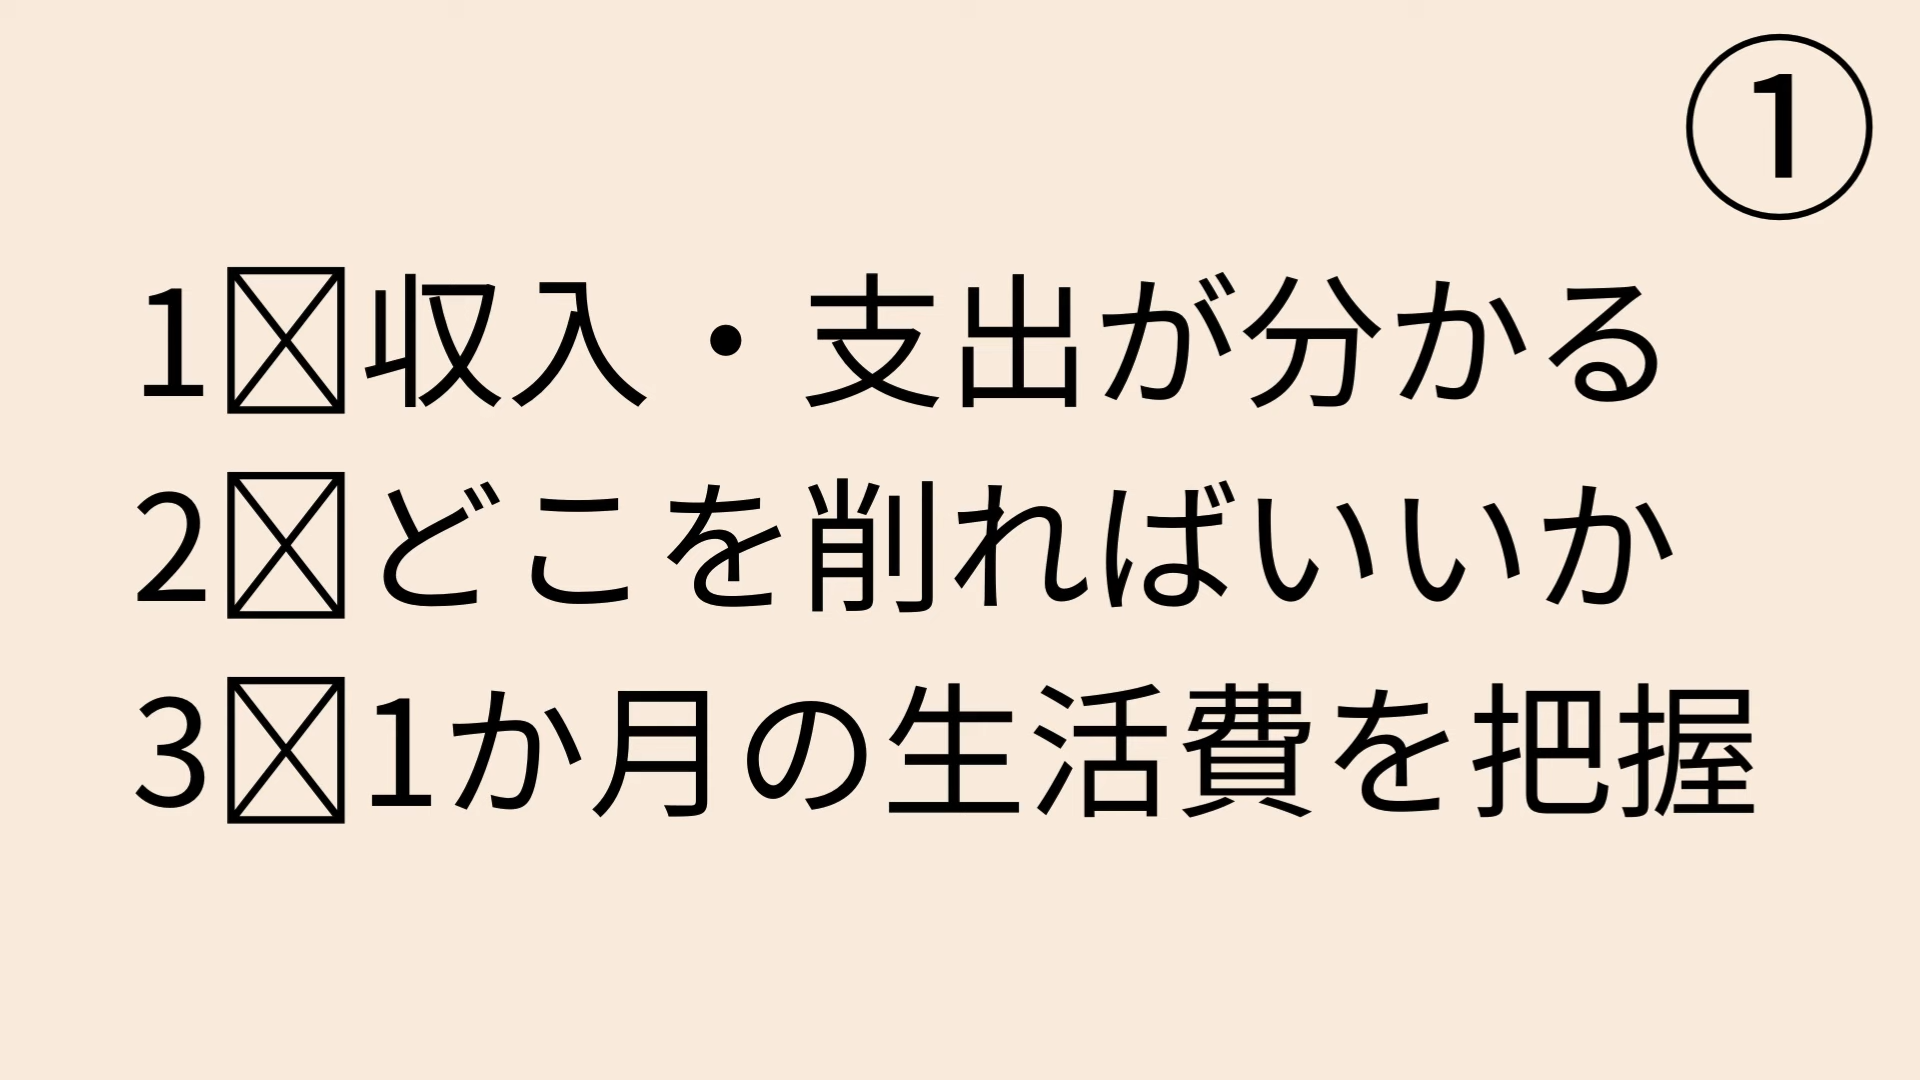 ①
1收入・支出が分かる
2どこを削ればいいか
31か月の生活費を把握